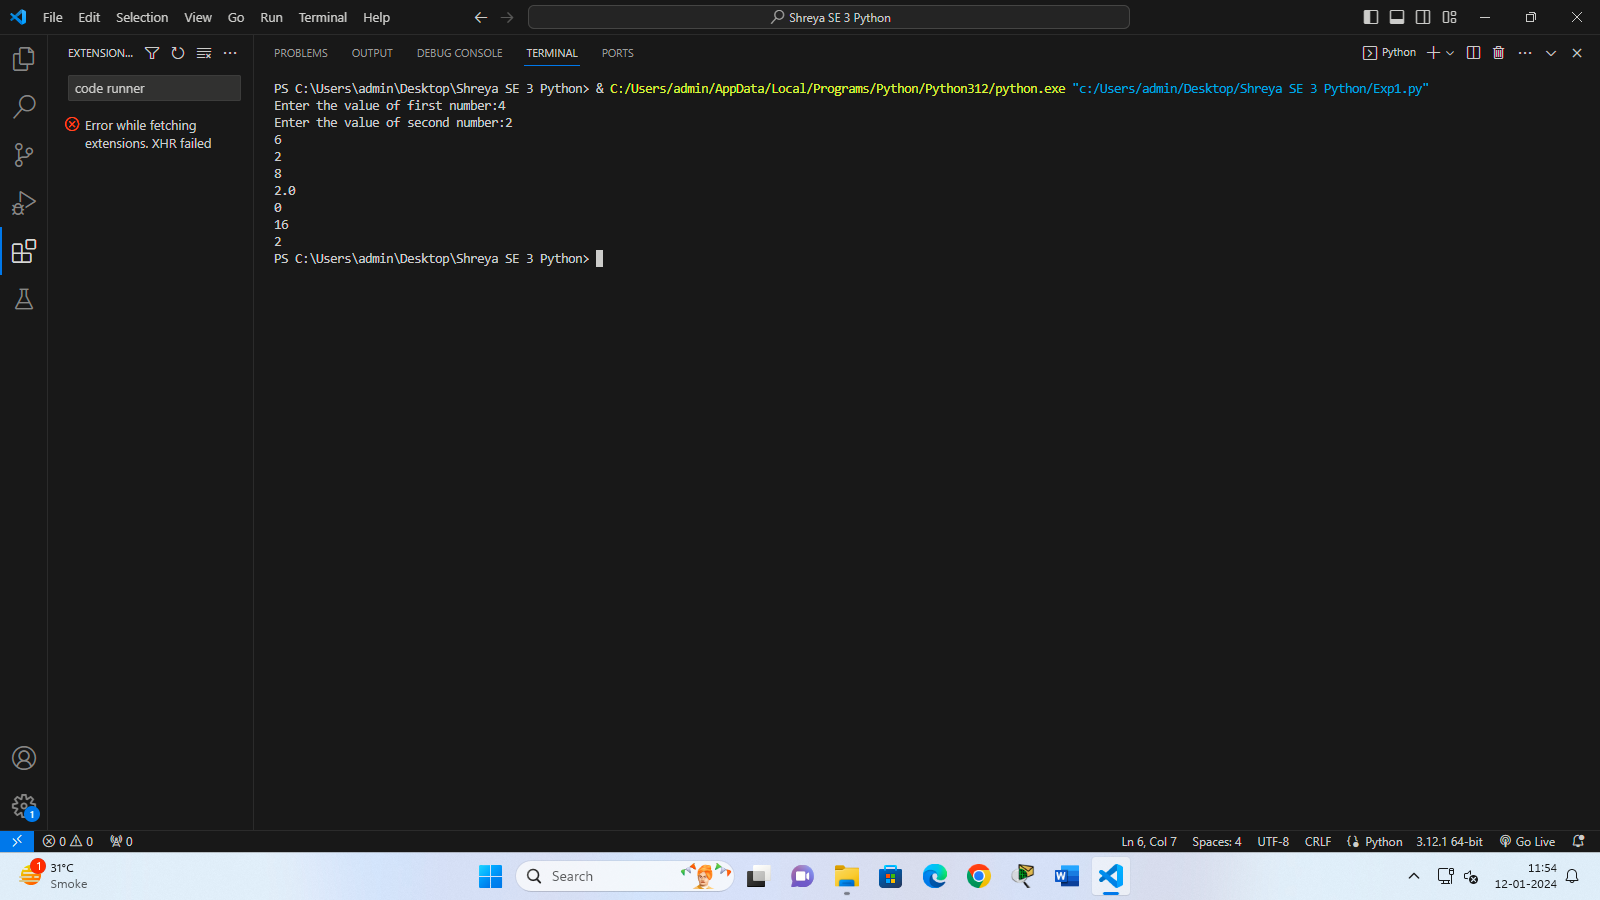 File Edit Selection View Go Run Terminal Help
Shreya SE 3 Python
EXTENSION...
code runner
Error while fetching
extensions. XHR failed
PROBLEMS OUTPUT DEBUG CONSOLE TERMINAL PORTS
Python
PS C:\Users\admin\Desktop\Shreya SE 3 Python> & C:/Users/admin/AppData/Local/Programs/Python/Python312/python.exe "c:/Users/admin/Desktop/Shreya SE 3 Python/Exp1.py"
Enter the value of first number:4
Enter the value of second number:2
6
2
8
2.0
0
16
2
PS C:\Users\admin\Desktop\Shreya SE 3 Python>
1
0 0 0
Ln 6, Col 7 Spaces: 4 UTF-8 CRLF {} Python 3.12.1 64-bit Go Live
1
31°C
Smoke
Search
W
11:54
12-01-2024